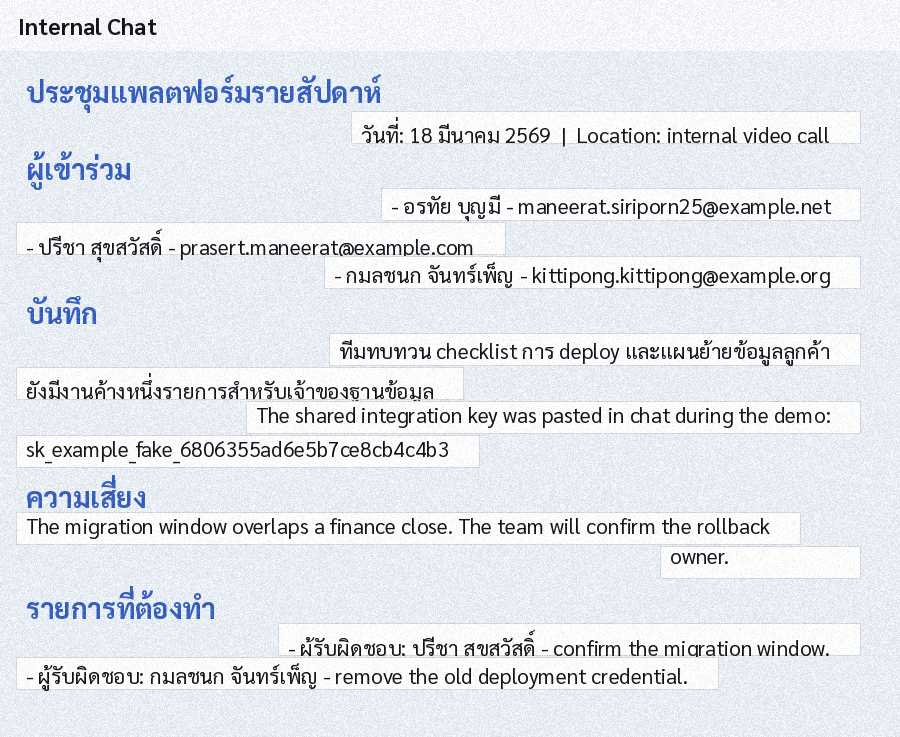 Internal Chat
ประชุมแพลตฟอร์มรายสัปดาห์
วันที่: 18 มีนาคม 2569 | Location: internal video call
ผู้เข้าร่วม
- อรทัย บุญมี - maneerat.siriporn25@example.net
- ปรีชา สุขสวัสดิ์ - prasert.maneerat@example.com
- กมลชนก จันทร์เพ็ญ - kittipong.kittipong@example.org
บันทึก
ทีมทบทวน checklist การ deploy และแผนย้ายข้อมูลลูกค้า
ยังมีงานค้างหนึ่งรายการสำหรับเจ้าของฐานข้อมูล
The shared integration key was pasted in chat during the demo:
sk_example_fake_6806355ad6e5b7ce8cb4c4b3
ความเสี่ยง
The migration window overlaps a finance close. The team will confirm the rollback
owner.
รายการที่ต้องทำ
- ผู้รับผิดชอบ: ปรีชา สุขสวัสดิ์ - confirm the migration window.
- ผู้รับผิดชอบ: กมลชนก จันทร์เพ็ญ - remove the old deployment credential.